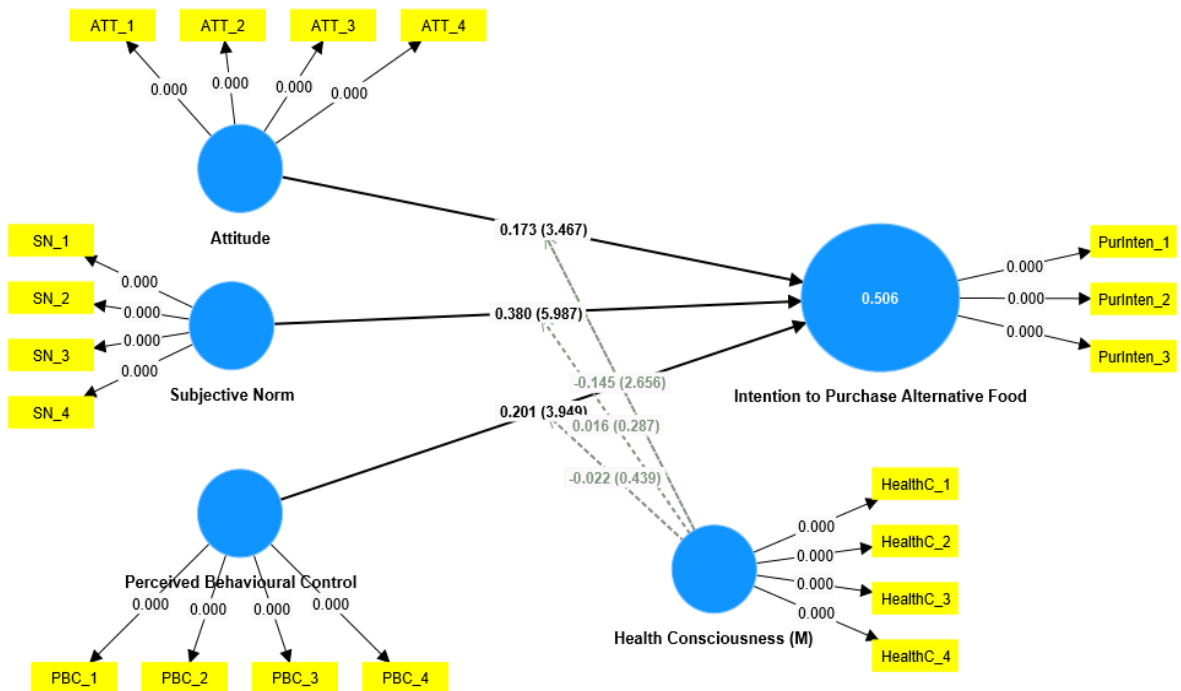 ATT_1 ATT_2 ATT_3 ATT_4
0.000 0.000 0.000 0.000
Attitude
SN_1
SN_2
SN_3
SN_4
0.000
0.000
0.000
0.000
Subjective Norm
0.173 (3.467)
0.380 (5.987)
0.201 (3.949)
-0.145 (2.656)
0.016 (0.287)
-0.022 (0.439)
0.506
Intention to Purchase Alternative Food
0.000
0.000
0.000
PurInten_1
PurInten_2
PurInten_3
Perceived Behavioural Control
0.000 0.000 0.000 0.000
PBC_1 PBC_2 PBC_3 PBC_4
0.000
0.000
0.000
0.000
HealthC_1
HealthC_2
HealthC_3
HealthC_4
Health Consciousness (M)